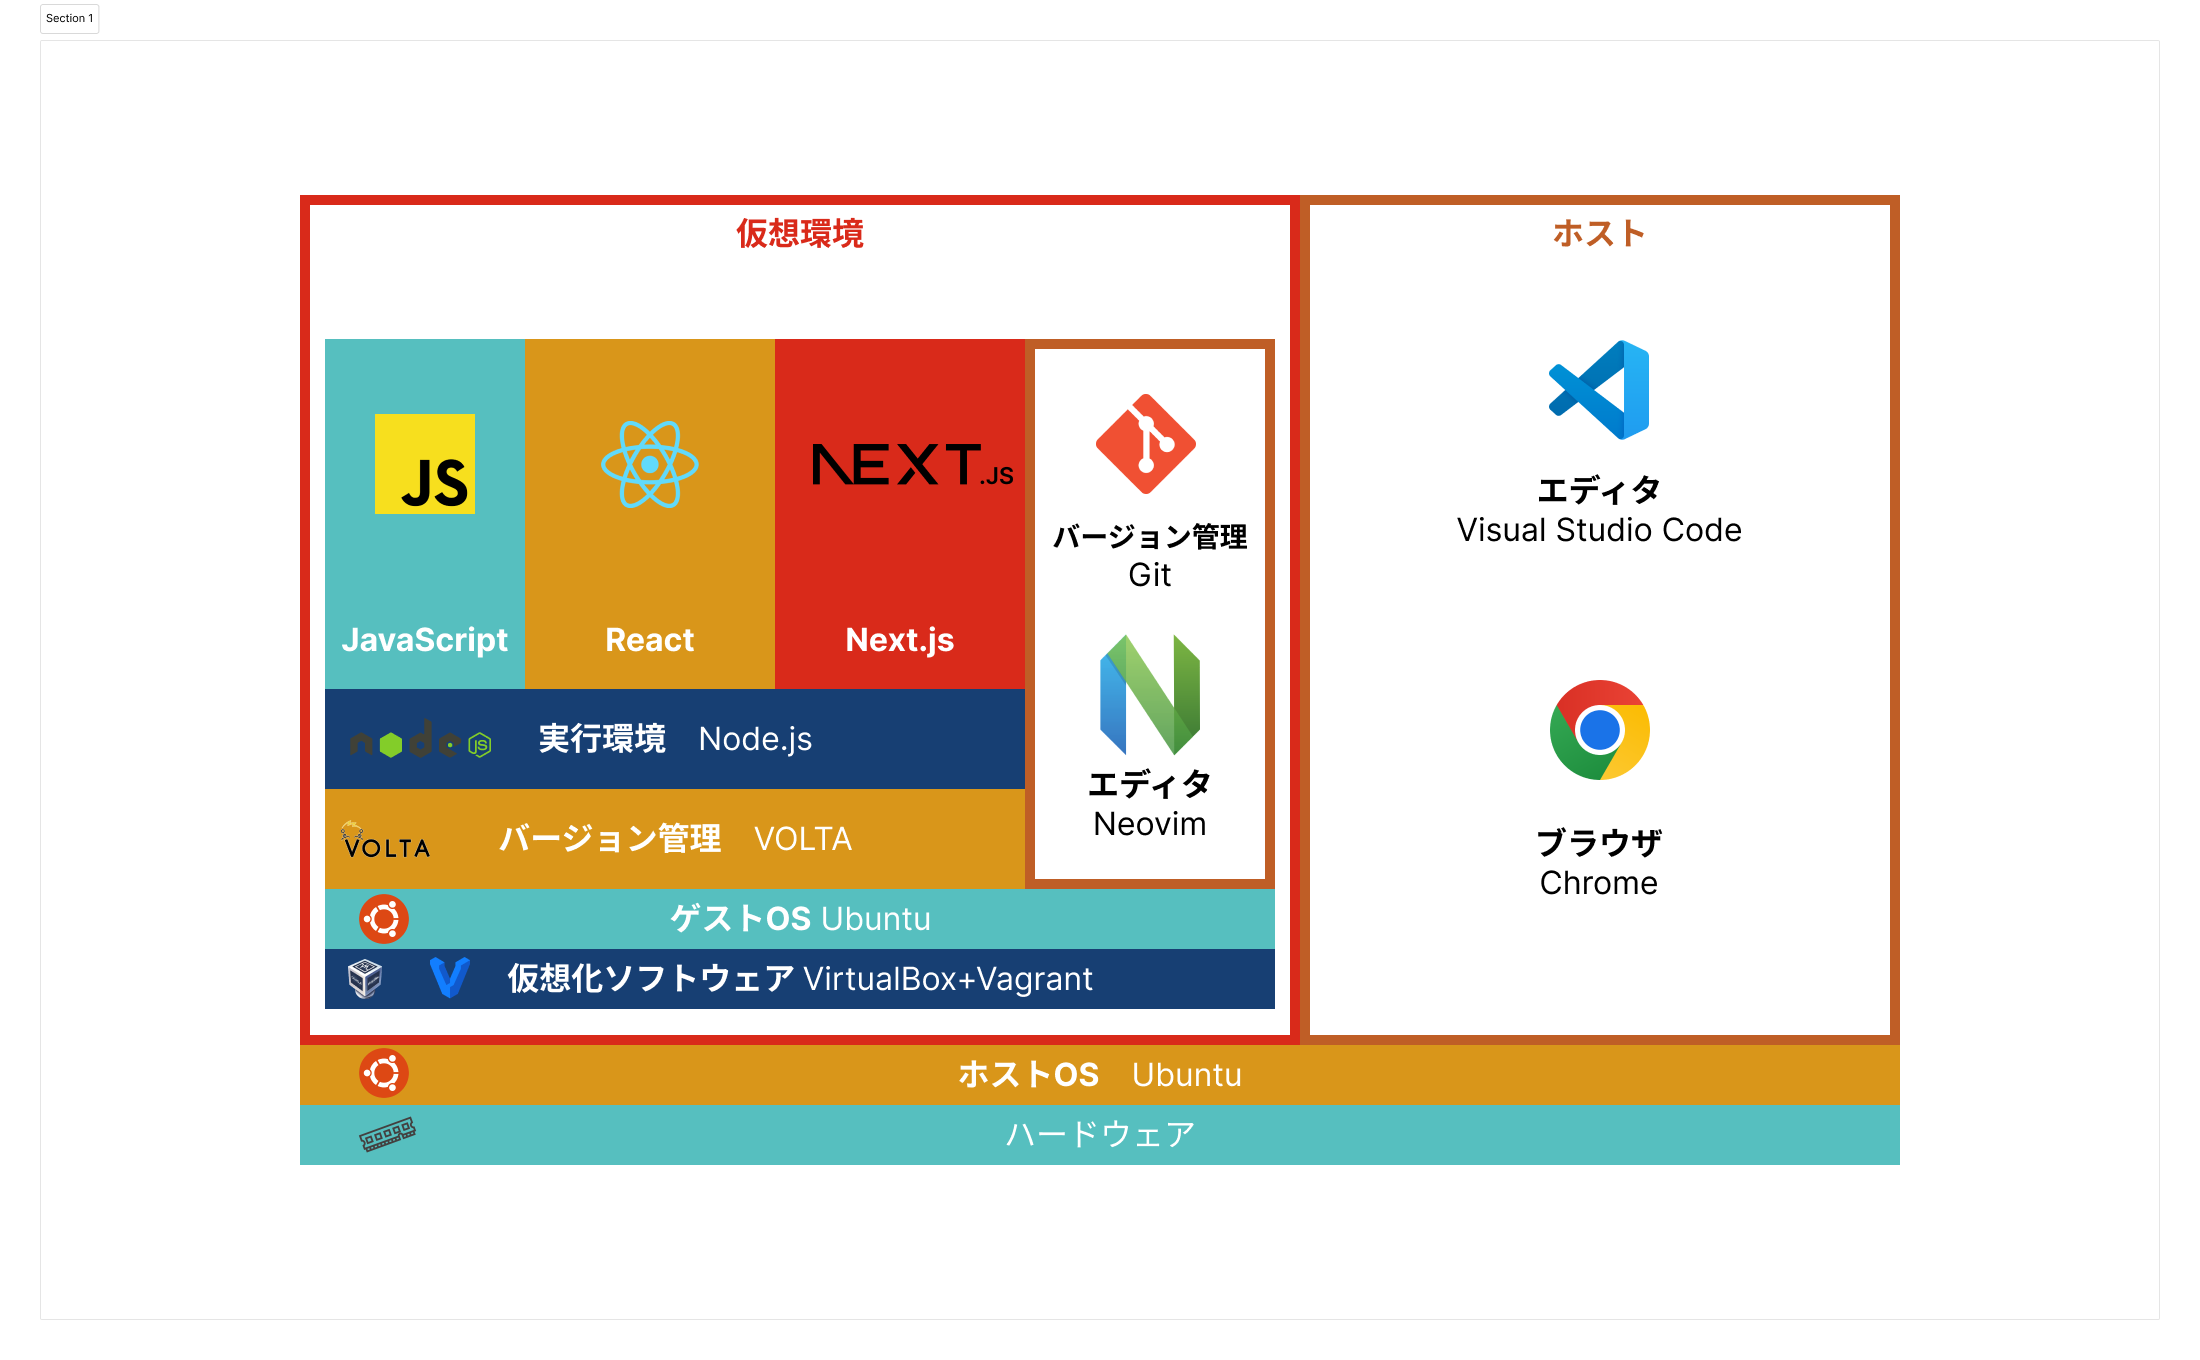 Section 1
仮想環境
JS
JavaScript
React
NEXT.JS
Next.js
バージョン管理
Git
エディタ
Neovim
node JS
実行環境　Node.js
VOLTA
バージョン管理　VOLTA
ゲストOS Ubuntu
仮想化ソフトウェア VirtualBox+Vagrant
ホスト
エディタ
Visual Studio Code
ブラウザ
Chrome
ホストOS　Ubuntu
ハードウェア